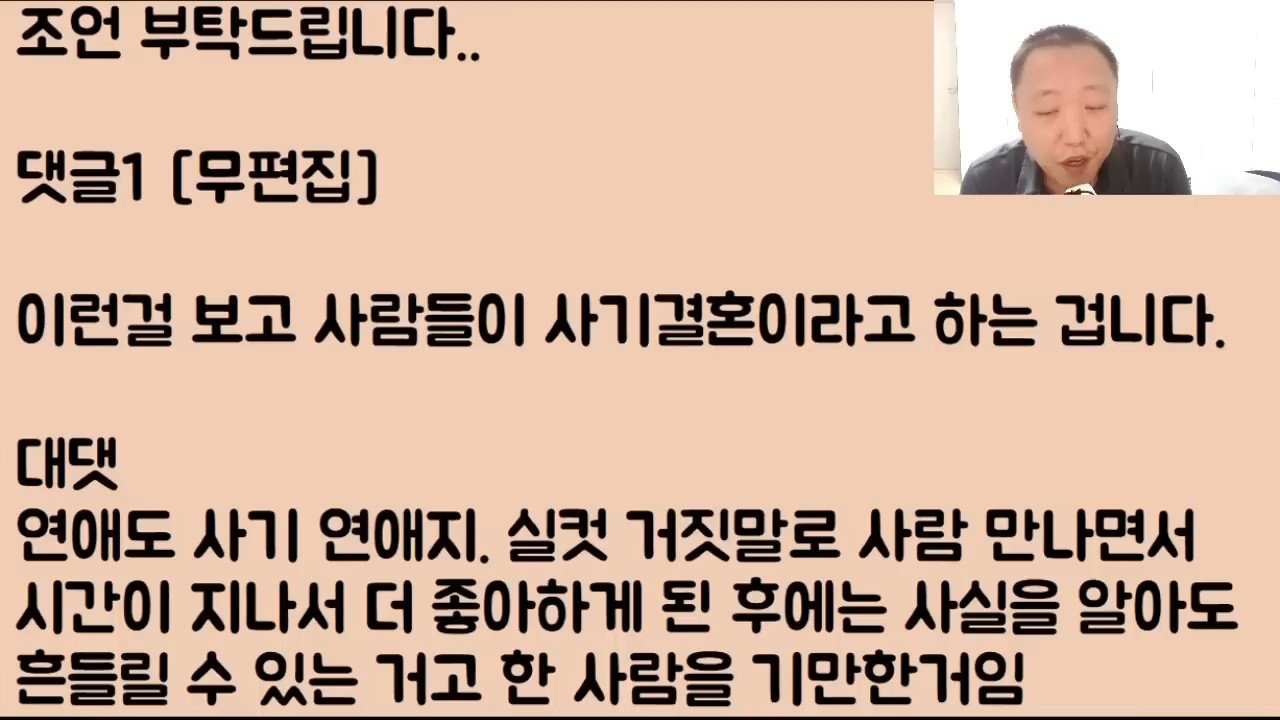 조언 부탁드립니다..
댓글1 [무편집]
이런걸 보고 사람들이 사기결혼이라고 하는 겁니다.
대댓
연애도 사기 연애지. 실컷 거짓말로 사람 만나면서
시간이 지나서 더 좋아하게 된 후에는 사실을 알아도
흔들릴 수 있는 거고 한 사람을 기만한거임